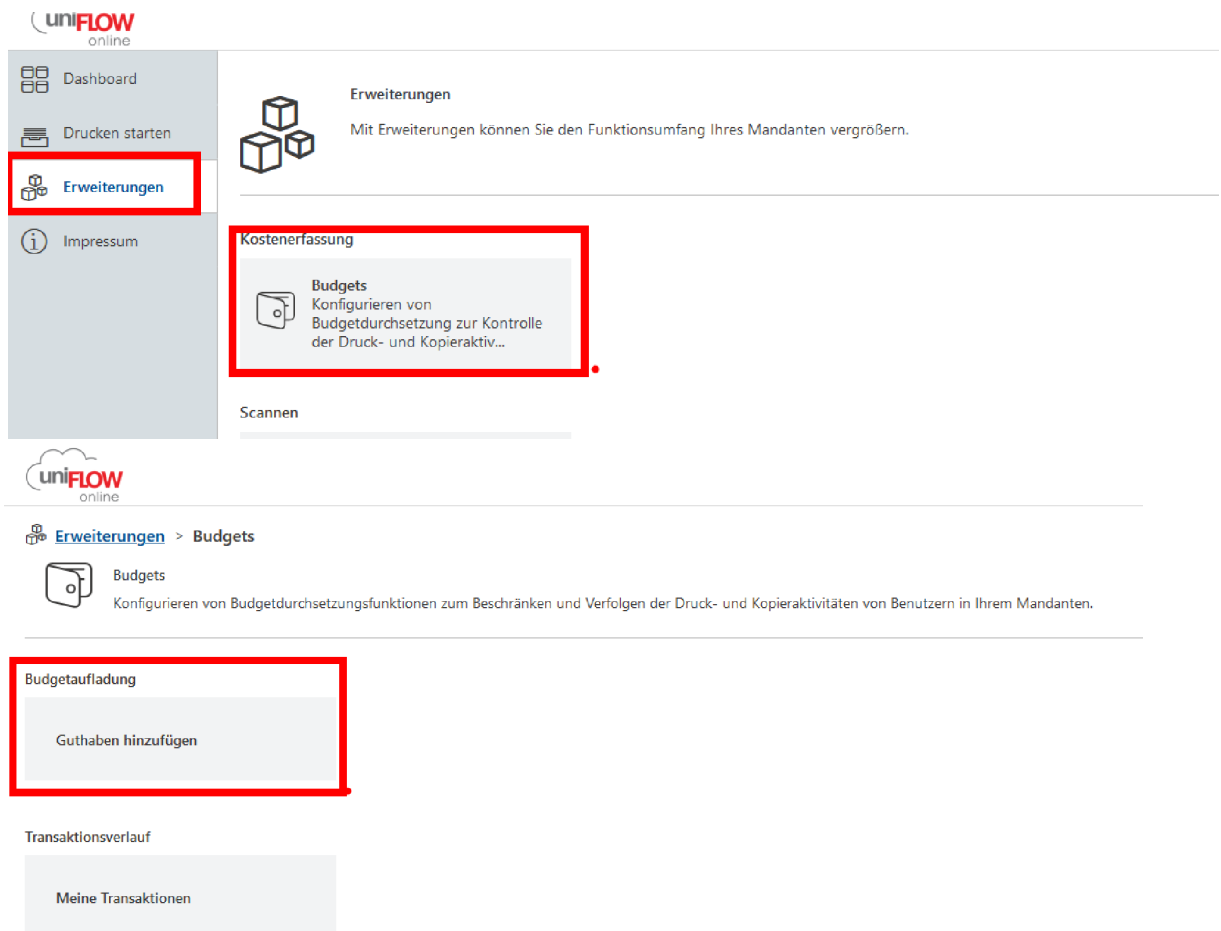 uniFLOW
online
Dashboard
Drucken starten
Erweiterungen
Impressum
Erweiterungen
Mit Erweiterungen können Sie den Funktionsumfang Ihres Mandanten vergrößern.
Kostenerfassung
Budgets
Konfigurieren von
Budgetdurchsetzung zur Kontrolle
der Druck- und Kopieraktiv...
Scannen
uniFLOW
online
Erweiterungen > Budgets
Budgets
Konfigurieren von Budgetdurchsetzungsfunktionen zum Beschränken und Verfolgen der Druck- und Kopieraktivitäten von Benutzern in Ihrem Mandanten.
Budgetaufladung
Guthaben hinzufügen
Transaktionsverlauf
Meine Transaktionen